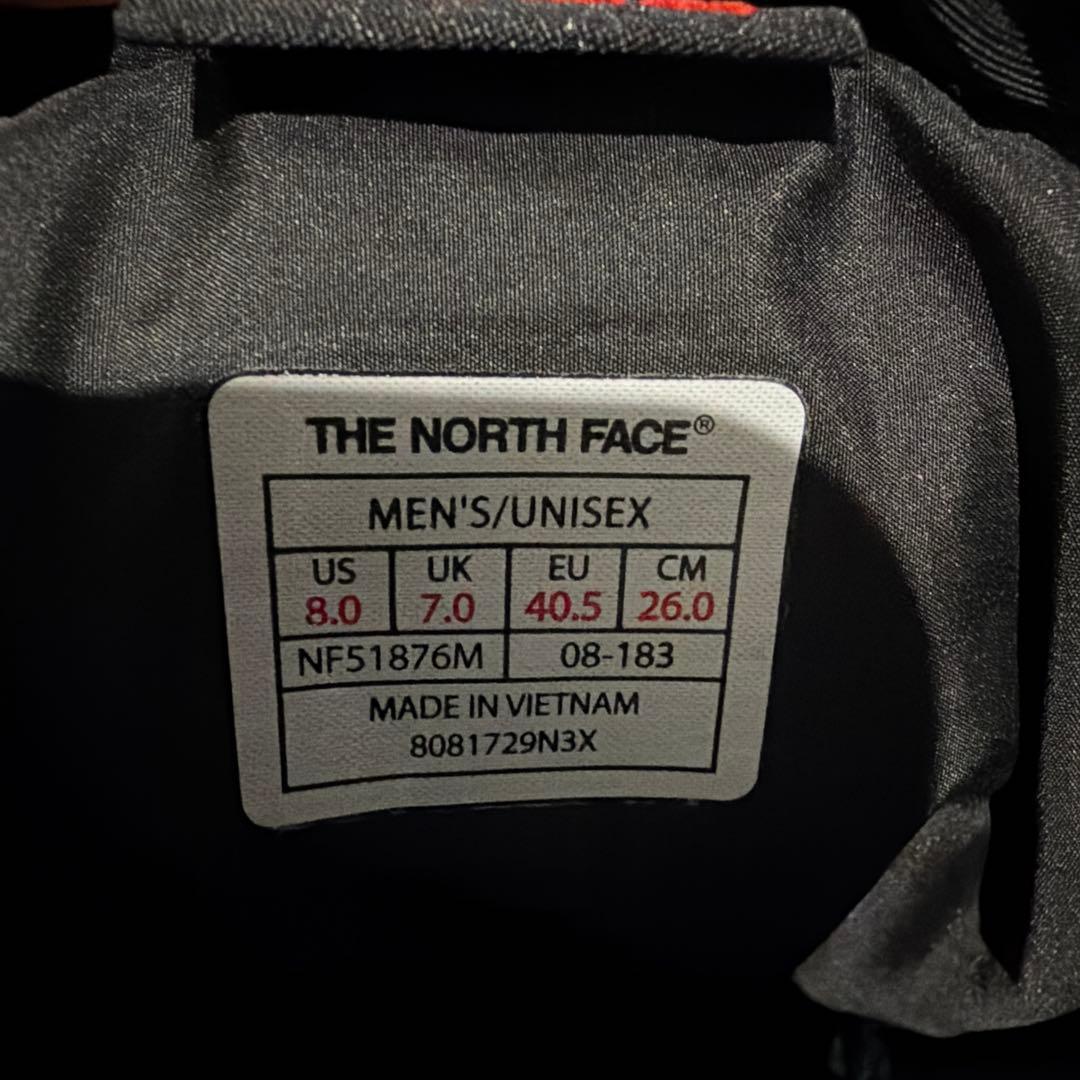 THE NORTH FACE®
MEN'S/UNISEX
US UK EU CM
8.0 7.0 40.5 26.0
NF51876M 08-183
MADE IN VIETNAM
8081729N3X